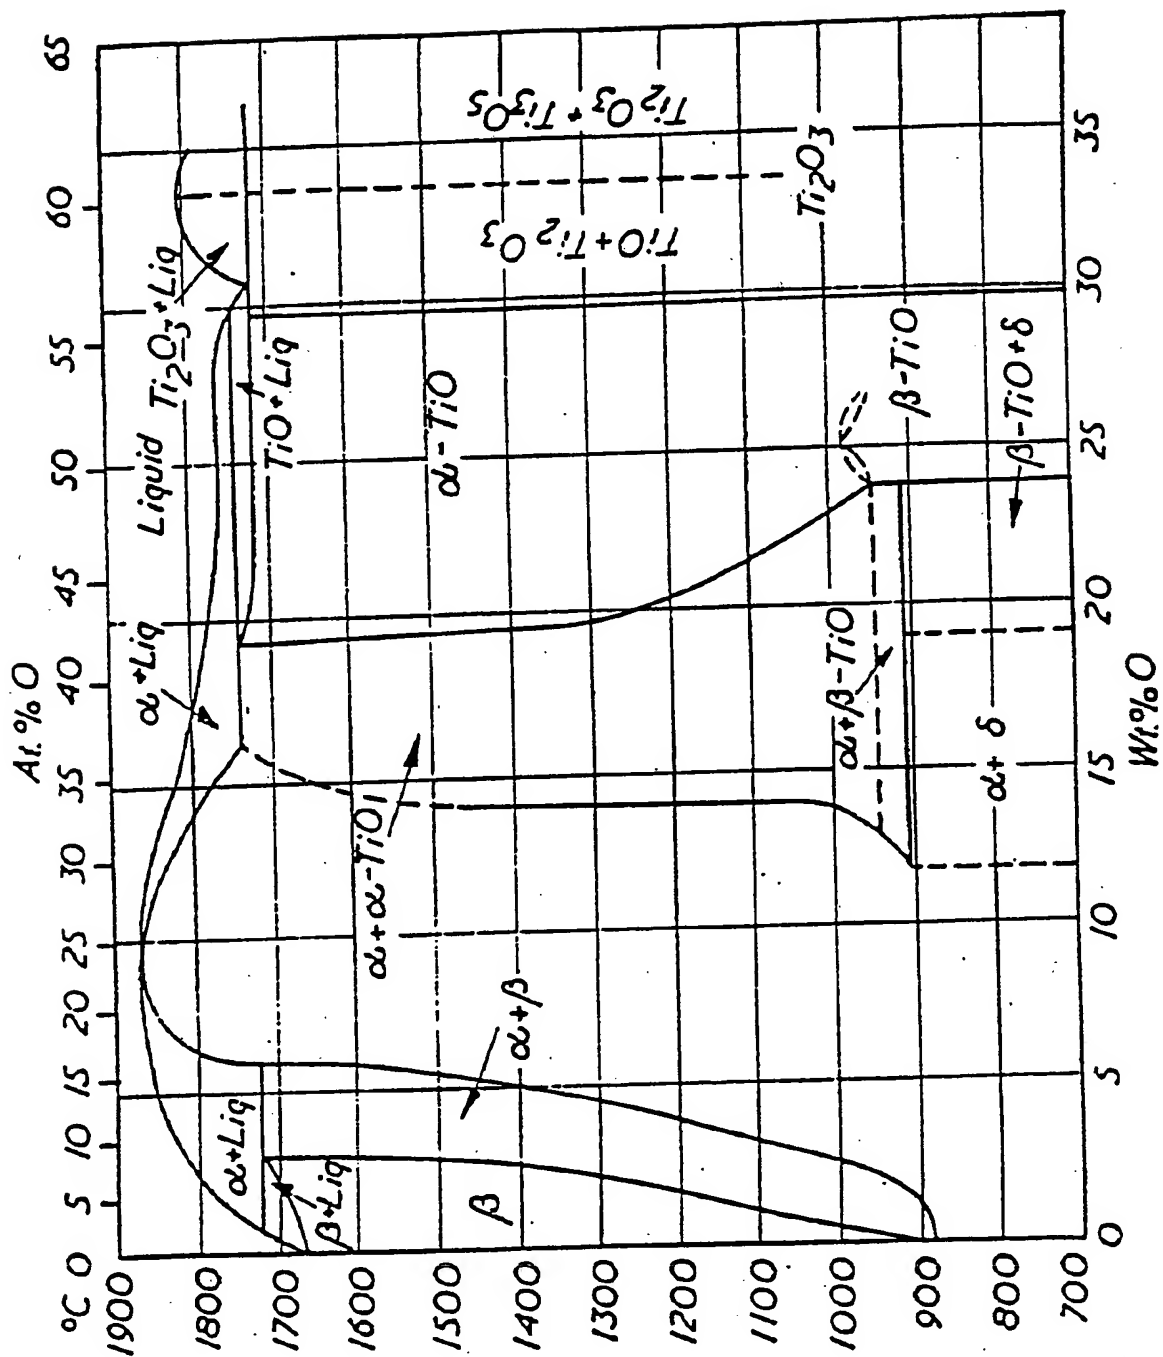 At.% O
°C 0 5 10 15 20 25 30 35 40 45 50 55 60 65
1900
1800
1700
1600
1500
1400
1300
1200
1100
1000
900
800
700
α+Liq
Liquid
Ti₂O₃+Liq
α+Liq
β+Liq
TiO+Liq
β
α+β
α+α-TiO
α-TiO
TiO+Ti₂O₃
Ti₂O₃+Ti₃O₅
Ti₂O₃
α+β-TiO
β-TiO
α+δ
β-TiO+δ
0 5 10 15 20 25 30 35
Wt.% O